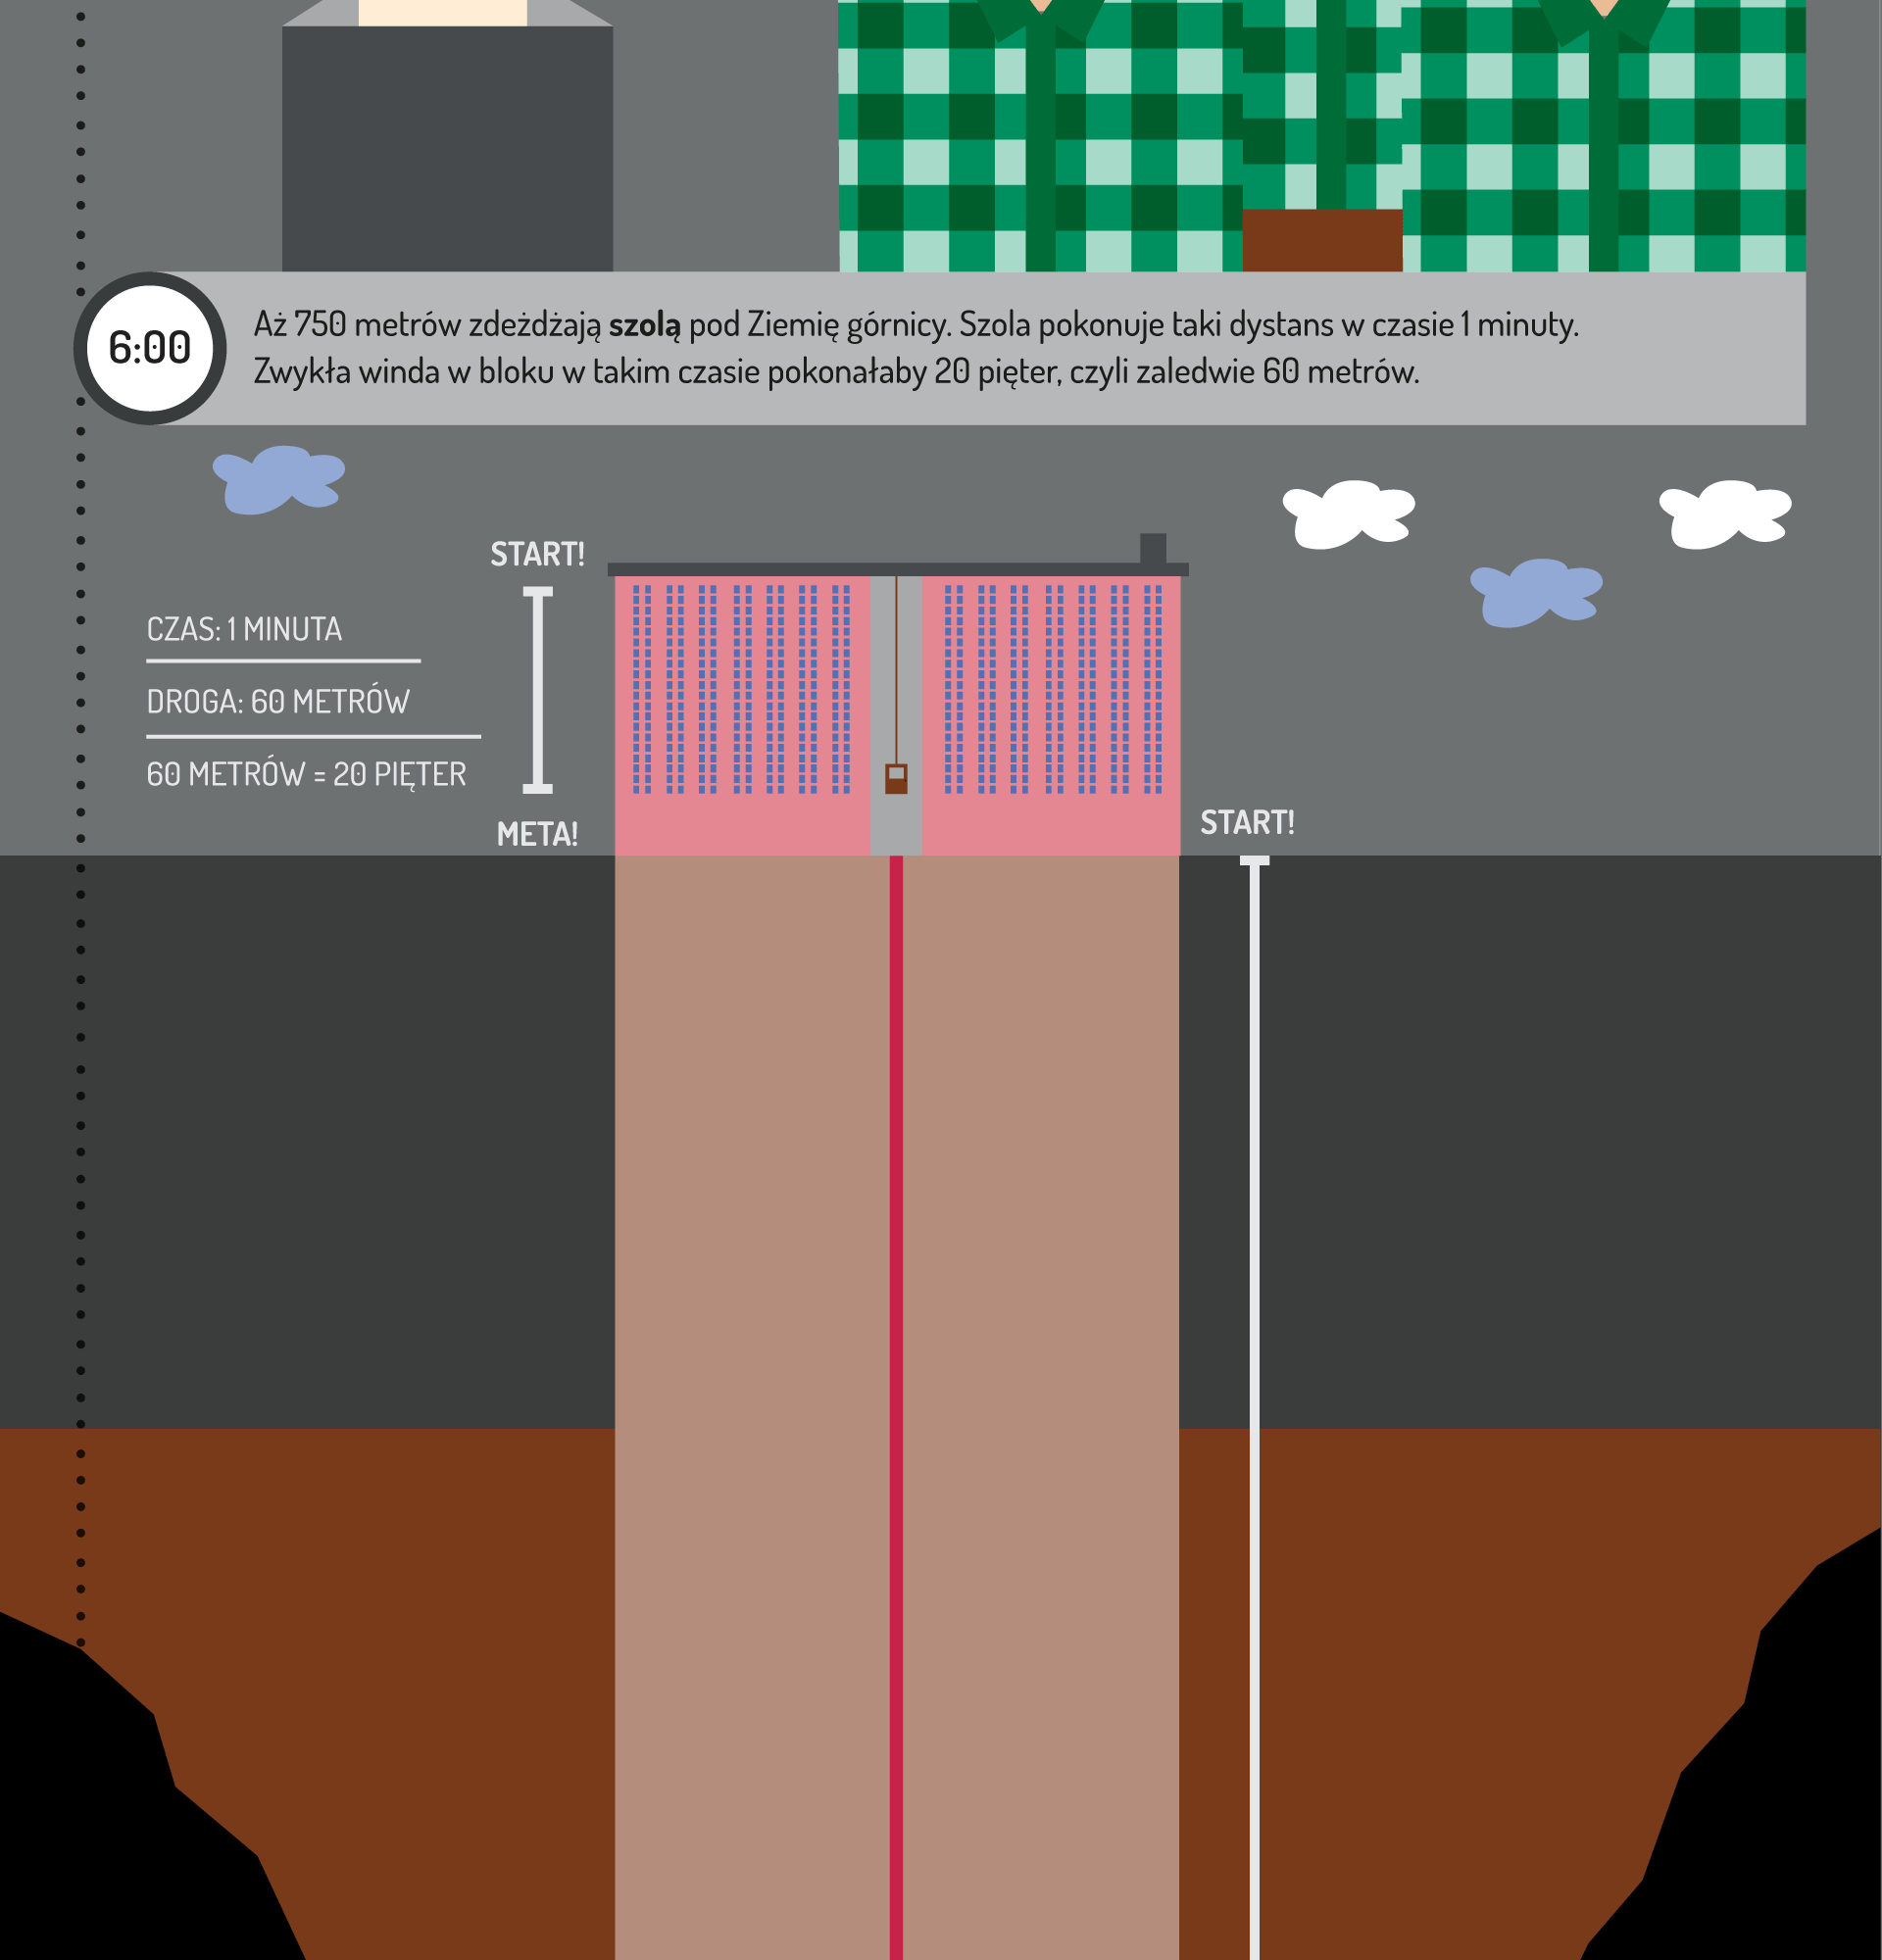 6:00
Aż 750 metrów zdeżdżają szolą pod Ziemię górnicy. Szola pokonuje taki dystans w czasie 1 minuty.
Zwykła winda w bloku w takim czasie pokonałaby 20 pięter, czyli zaledwie 60 metrów.
START!
CZAS: 1 MINUTA
DROGA: 60 METRÓW
60 METRÓW = 20 PIĘTER
META!
START!